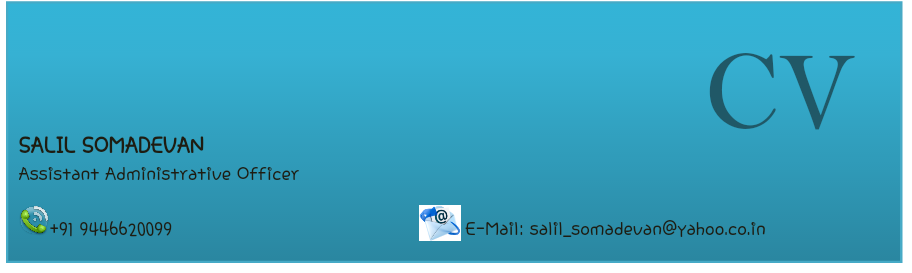 CV
SALIL SOMADEVAN
Assistant Administrative Officer
+91 9446620099
@ E-Mail: salil_somadevan@yahoo.co.in